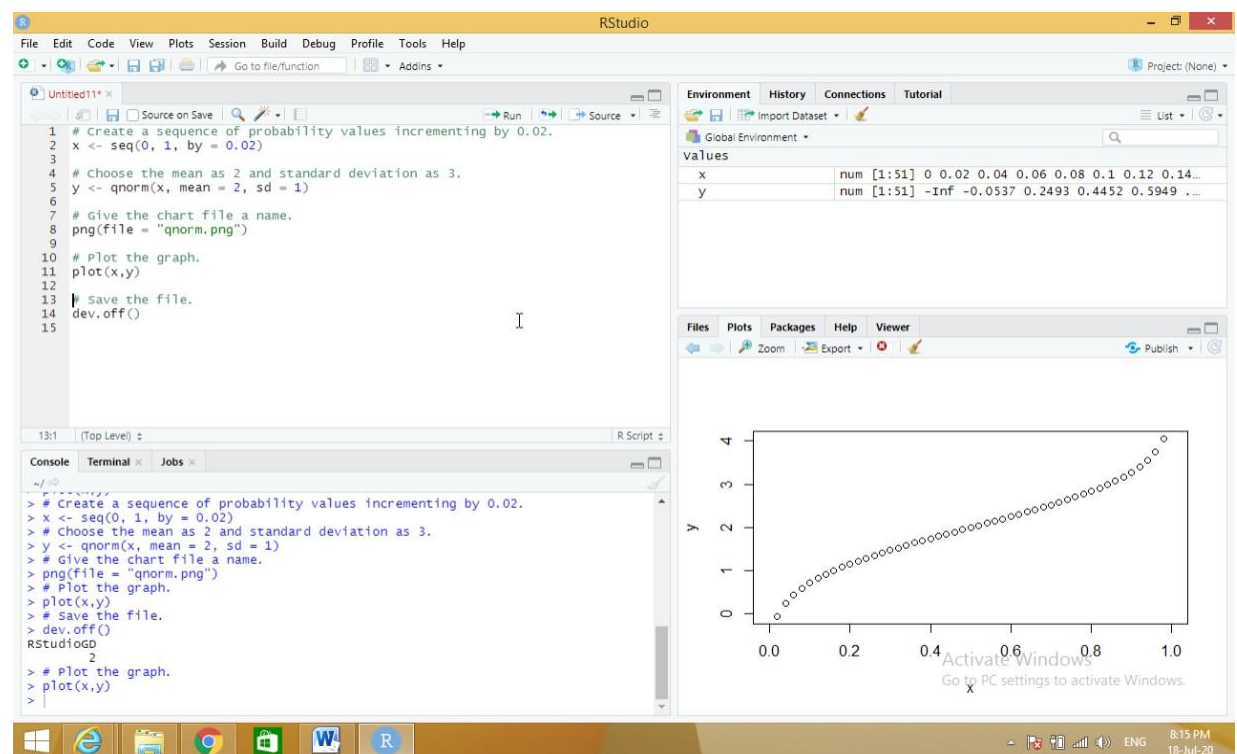 RStudio
File Edit Code View Plots Session Build Debug Profile Tools Help
Go to file/function Addins
Project: (None)
Untitled11*
Source on Save Run Source
1 # Create a sequence of probability values incrementing by 0.02.
2 x <- seq(0, 1, by = 0.02)
3
4 # Choose the mean as 2 and standard deviation as 3.
5 y <- qnorm(x, mean = 2, sd = 1)
6
7 # Give the chart file a name.
8 png(file = "qnorm.png")
9
10 # Plot the graph.
11 plot(x,y)
12
13 # Save the file.
14 dev.off()
15
13:1 (Top Level) R Script
Console Terminal Jobs
~/
> # Create a sequence of probability values incrementing by 0.02.
> x <- seq(0, 1, by = 0.02)
> # Choose the mean as 2 and standard deviation as 3.
> y <- qnorm(x, mean = 2, sd = 1)
> # Give the chart file a name.
> png(file = "qnorm.png")
> # Plot the graph.
> plot(x,y)
> # Save the file.
> dev.off()
RStudioGD
2
> # Plot the graph.
> plot(x,y)
>
Environment History Connections Tutorial
Import Dataset List
Global Environment
Values
x num [1:51] 0 0.02 0.04 0.06 0.08 0.1 0.12 0.14...
y num [1:51] -Inf -0.0537 0.2493 0.4452 0.5949 ...
Files Plots Packages Help Viewer
Zoom Export Publish
4
3
2
1
0
y
0.0 0.2 0.4 0.6 0.8 1.0
x
Activate Windows
Go to PC settings to activate Windows.
ENG 8:15 PM
18-Jul-20